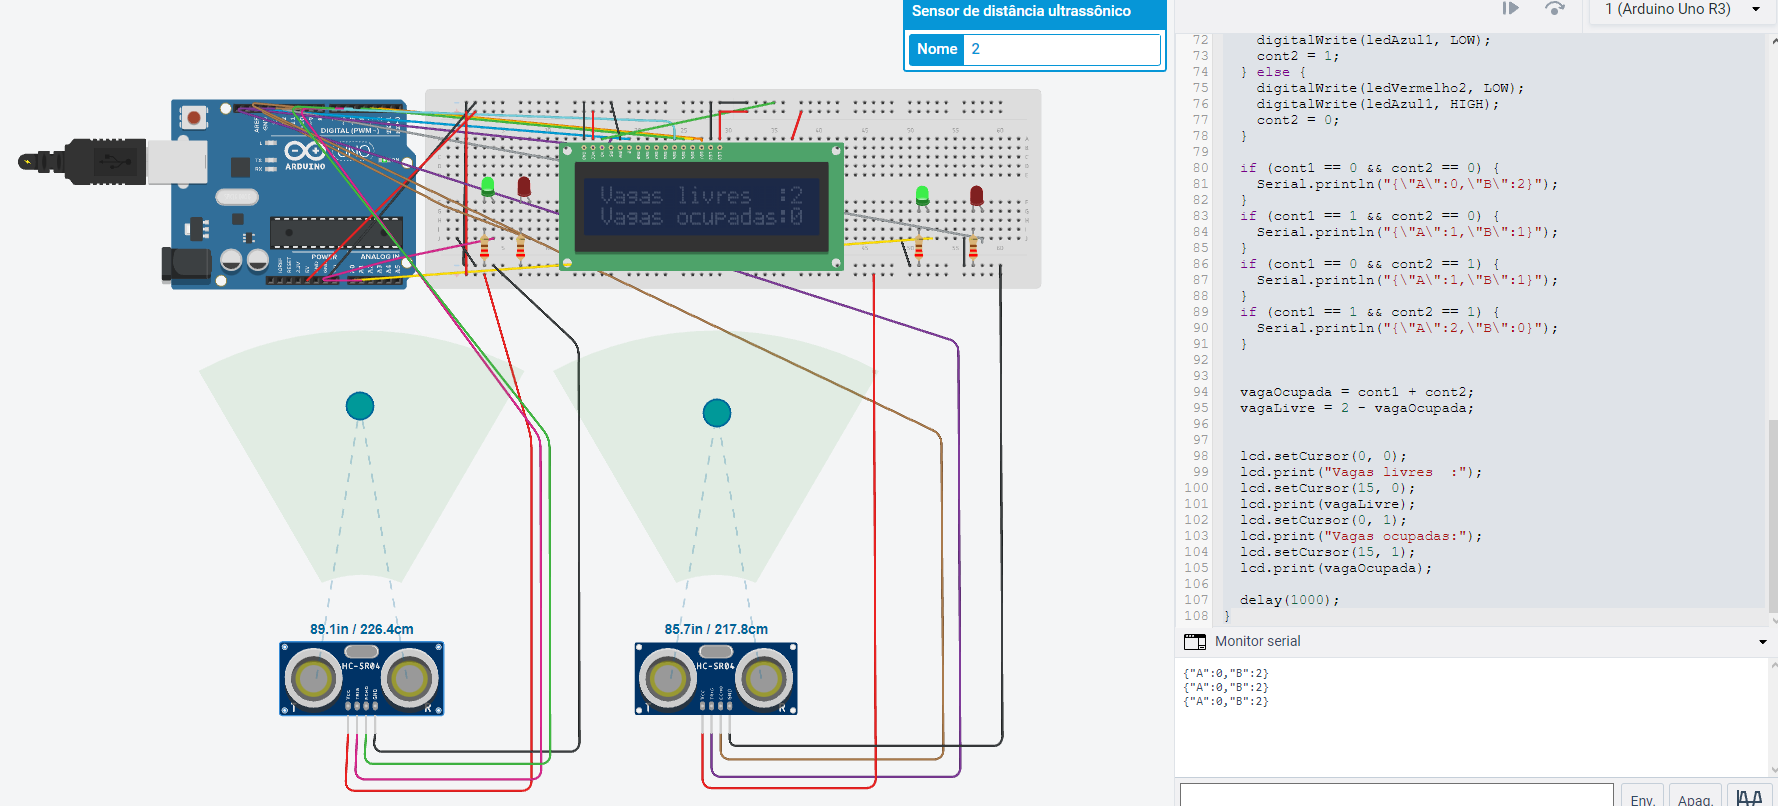 Sensor de distância ultrassônico
Nome 2
1 (Arduino Uno R3)
DIGITAL (PWM~)
UNO
ARDUINO
POWER
ANALOG IN
Vagas livres  :2
Vagas ocupadas:0
89.1in / 226.4cm
HC-SR04
T
R
85.7in / 217.8cm
HC-SR04
T
R
72 digitalWrite(ledAzul1, LOW);
73 cont2 = 1;
74 } else {
75 digitalWrite(ledVermelho2, LOW);
76 digitalWrite(ledAzul1, HIGH);
77 cont2 = 0;
78 }
79
80 if (cont1 == 0 && cont2 == 0) {
81 Serial.println("{\"A\":0,\"B\":2}");
82 }
83 if (cont1 == 1 && cont2 == 0) {
84 Serial.println("{\"A\":1,\"B\":1}");
85 }
86 if (cont1 == 0 && cont2 == 1) {
87 Serial.println("{\"A\":1,\"B\":1}");
88 }
89 if (cont1 == 1 && cont2 == 1) {
90 Serial.println("{\"A\":2,\"B\":0}");
91 }
92
93
94 vagaOcupada = cont1 + cont2;
95 vagaLivre = 2 - vagaOcupada;
96
97
98 lcd.setCursor(0, 0);
99 lcd.print("Vagas livres  :");
100 lcd.setCursor(15, 0);
101 lcd.print(vagaLivre);
102 lcd.setCursor(0, 1);
103 lcd.print("Vagas ocupadas:");
104 lcd.setCursor(15, 1);
105 lcd.print(vagaOcupada);
106
107 delay(1000);
108 }
Monitor serial
{"A":0,"B":2}
{"A":0,"B":2}
{"A":0,"B":2}
Env.
Apag.